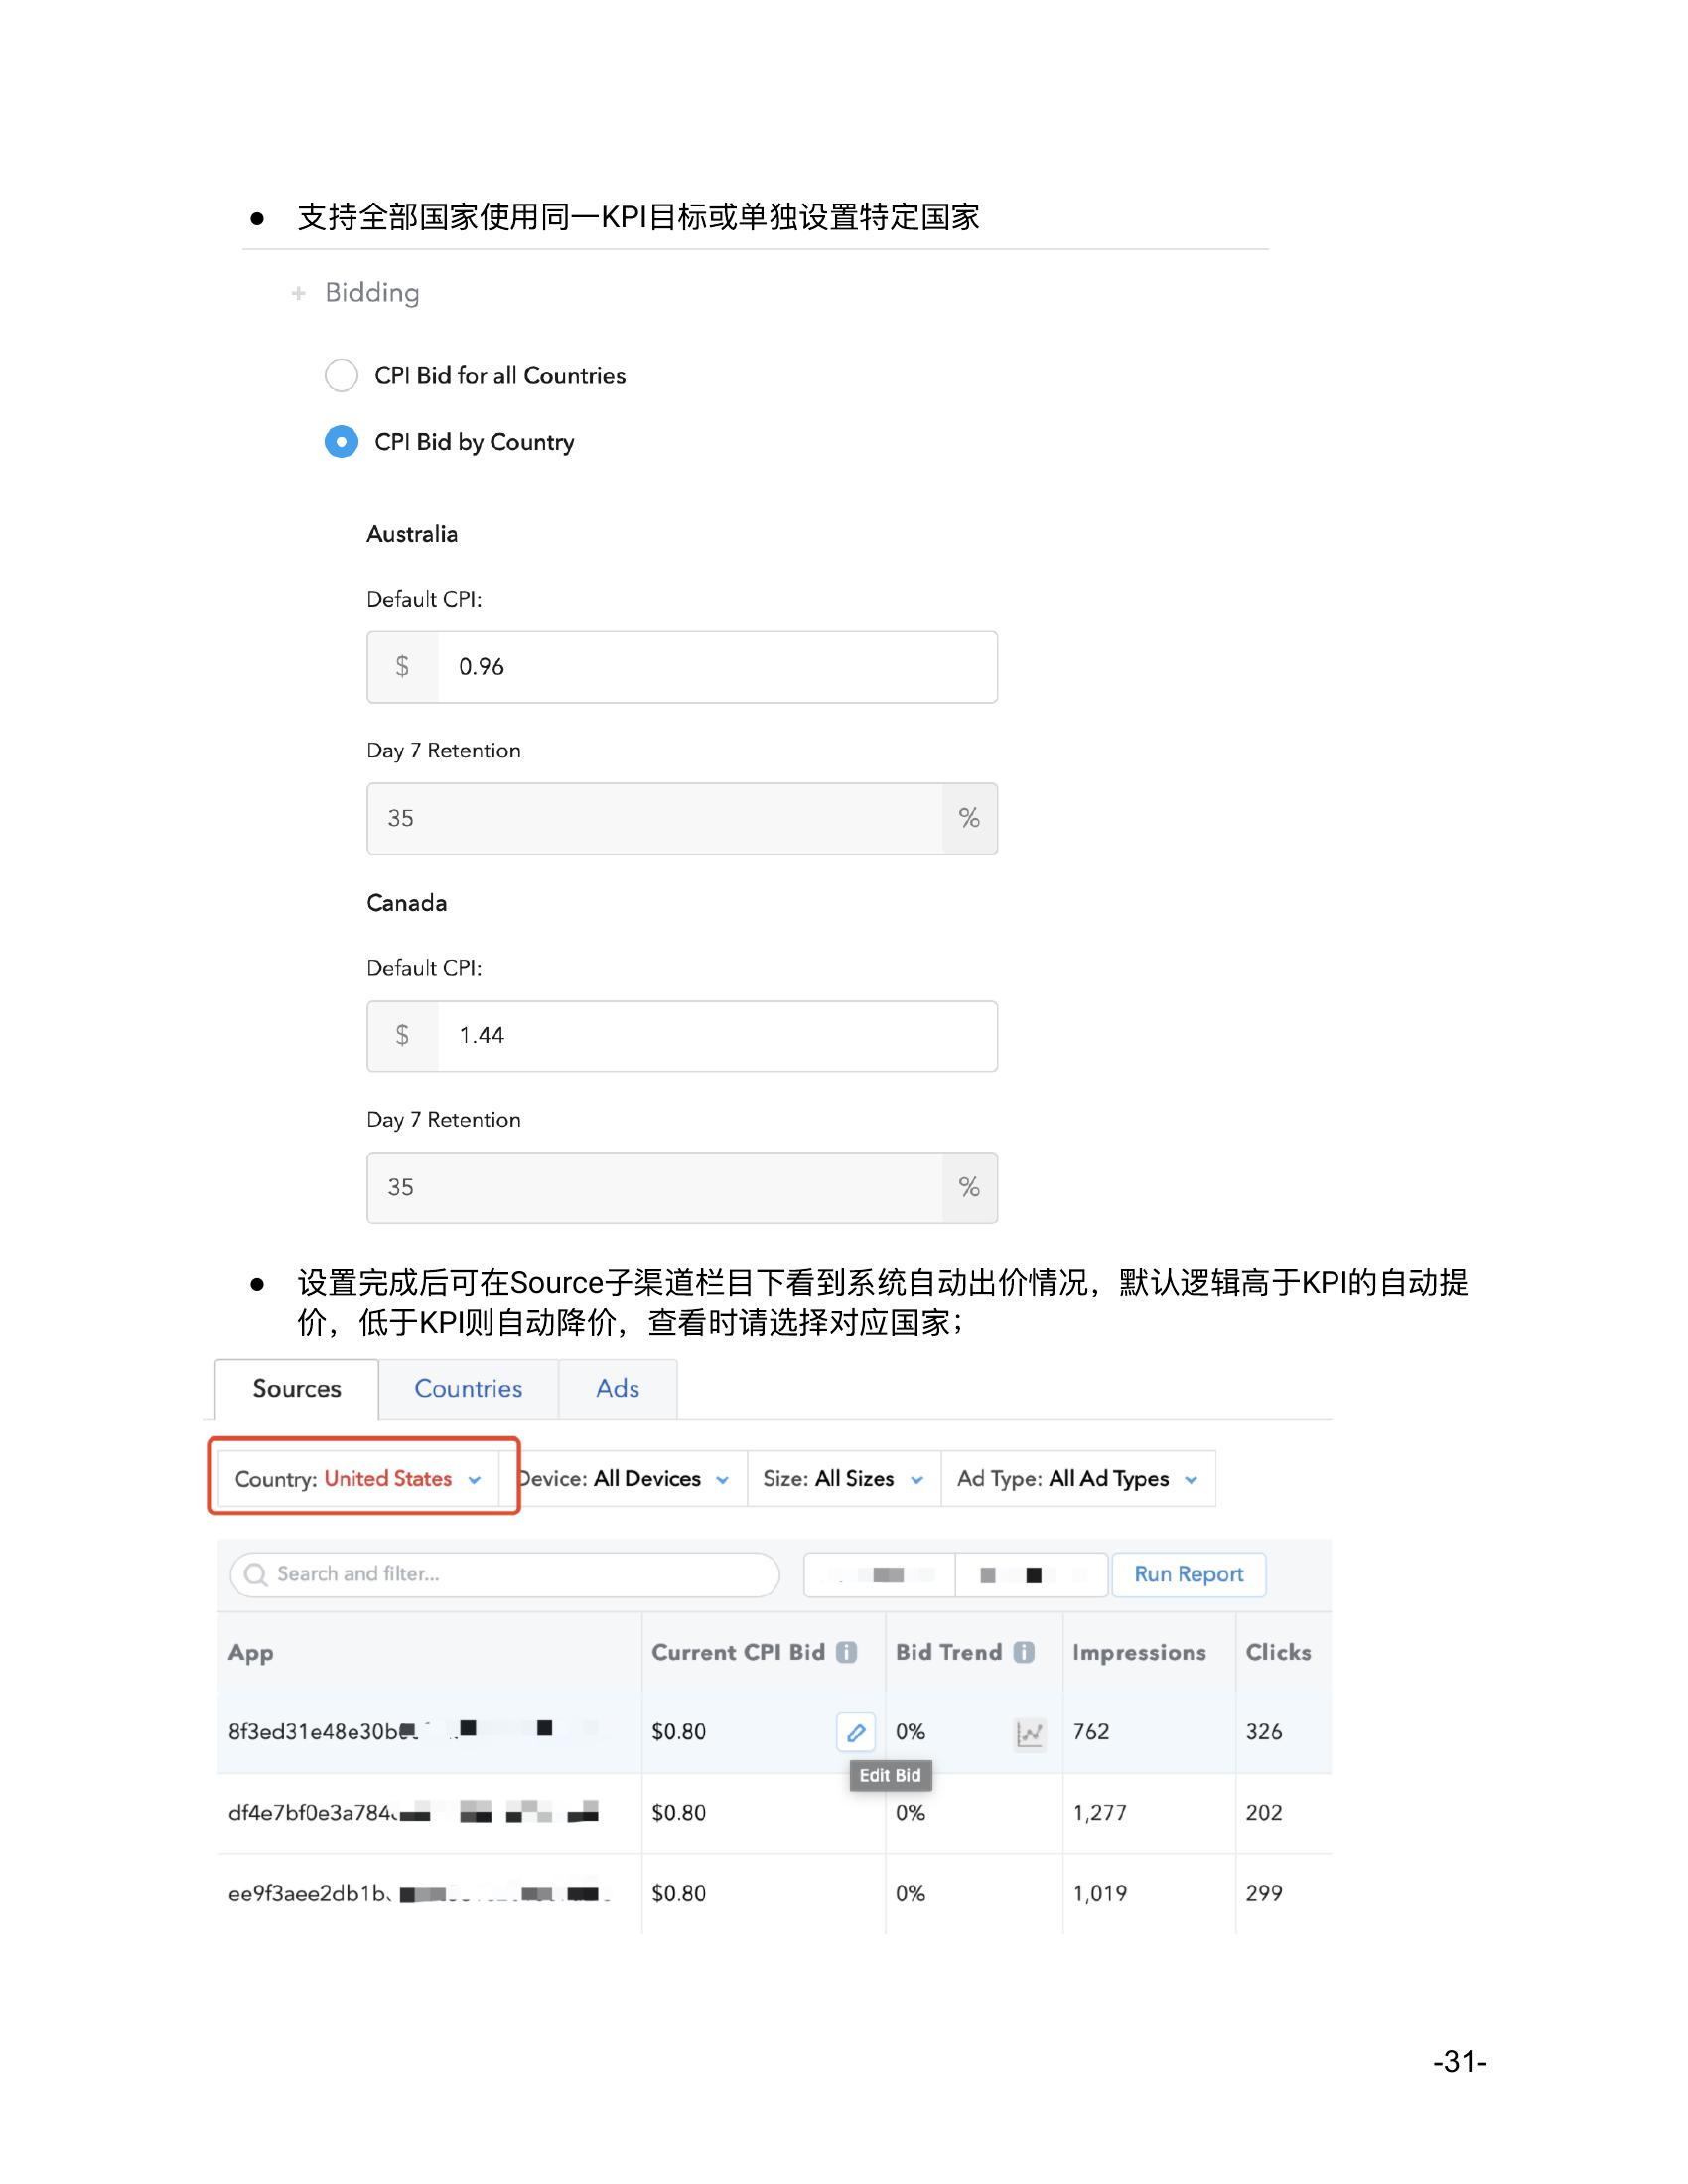 ● 支持全部国家使用同一KPI目标或单独设置特定国家
+ Bidding
CPI Bid for all Countries
CPI Bid by Country
Australia
Default CPI:
$ 0.96
Day 7 Retention
35 %
Canada
Default CPI:
$ 1.44
Day 7 Retention
35 %
● 设置完成后可在Source子渠道栏目下看到系统自动出价情况，默认逻辑高于KPI的自动提
价，低于KPI则自动降价，查看时请选择对应国家；
Sources Countries Ads
Country: United States Device: All Devices Size: All Sizes Ad Type: All Ad Types
Search and filter... Run Report
App Current CPI Bid i Bid Trend i Impressions Clicks
8f3ed31e48e30b $0.80 0% 762 326
Edit Bid
df4e7bf0e3a784 $0.80 0% 1,277 202
ee9f3aee2db1b $0.80 0% 1,019 299
-31-